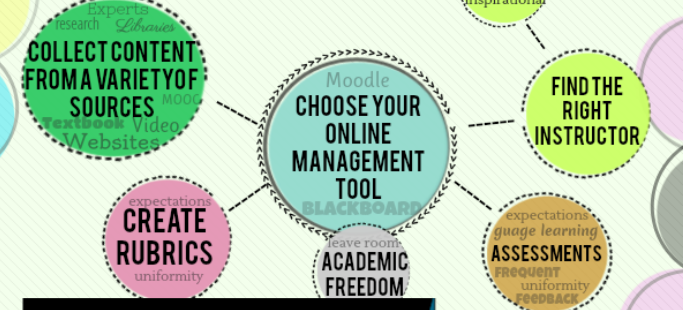 inspirational
Experts
research Libraries
COLLECT CONTENT
FROM A VARIETY OF
SOURCES MOOC
Textbook Video
Websites
Moodle
CHOOSE YOUR
ONLINE
MANAGEMENT
TOOL
BLACKBOARD
FIND THE
RIGHT
INSTRUCTOR
expectations
CREATE
RUBRICS
uniformity
leave room
ACADEMIC
FREEDOM
expectations
guage learning
ASSESSMENTS
FREQUENT
uniformity
FEEDBACK